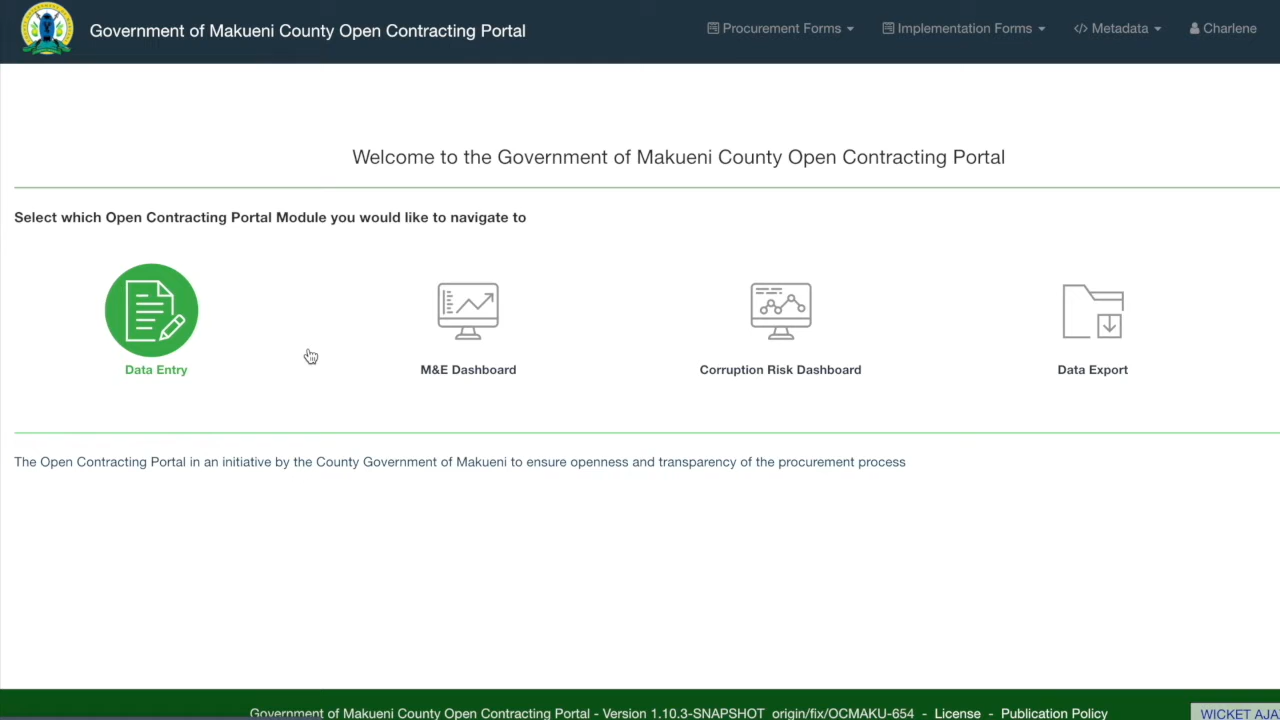 Government of Makueni County Open Contracting Portal
Procurement Forms
Implementation Forms
Metadata
Charlene
Welcome to the Government of Makueni County Open Contracting Portal
Select which Open Contracting Portal Module you would like to navigate to
Data Entry
M&E Dashboard
Corruption Risk Dashboard
Data Export
The Open Contracting Portal in an initiative by the County Government of Makueni to ensure openness and transparency of the procurement process
Government of Makueni County Open Contracting Portal - Version 1.10.3-SNAPSHOT origin/fix/OCMAKU-654 - License - Publication Policy
WICKET AJA